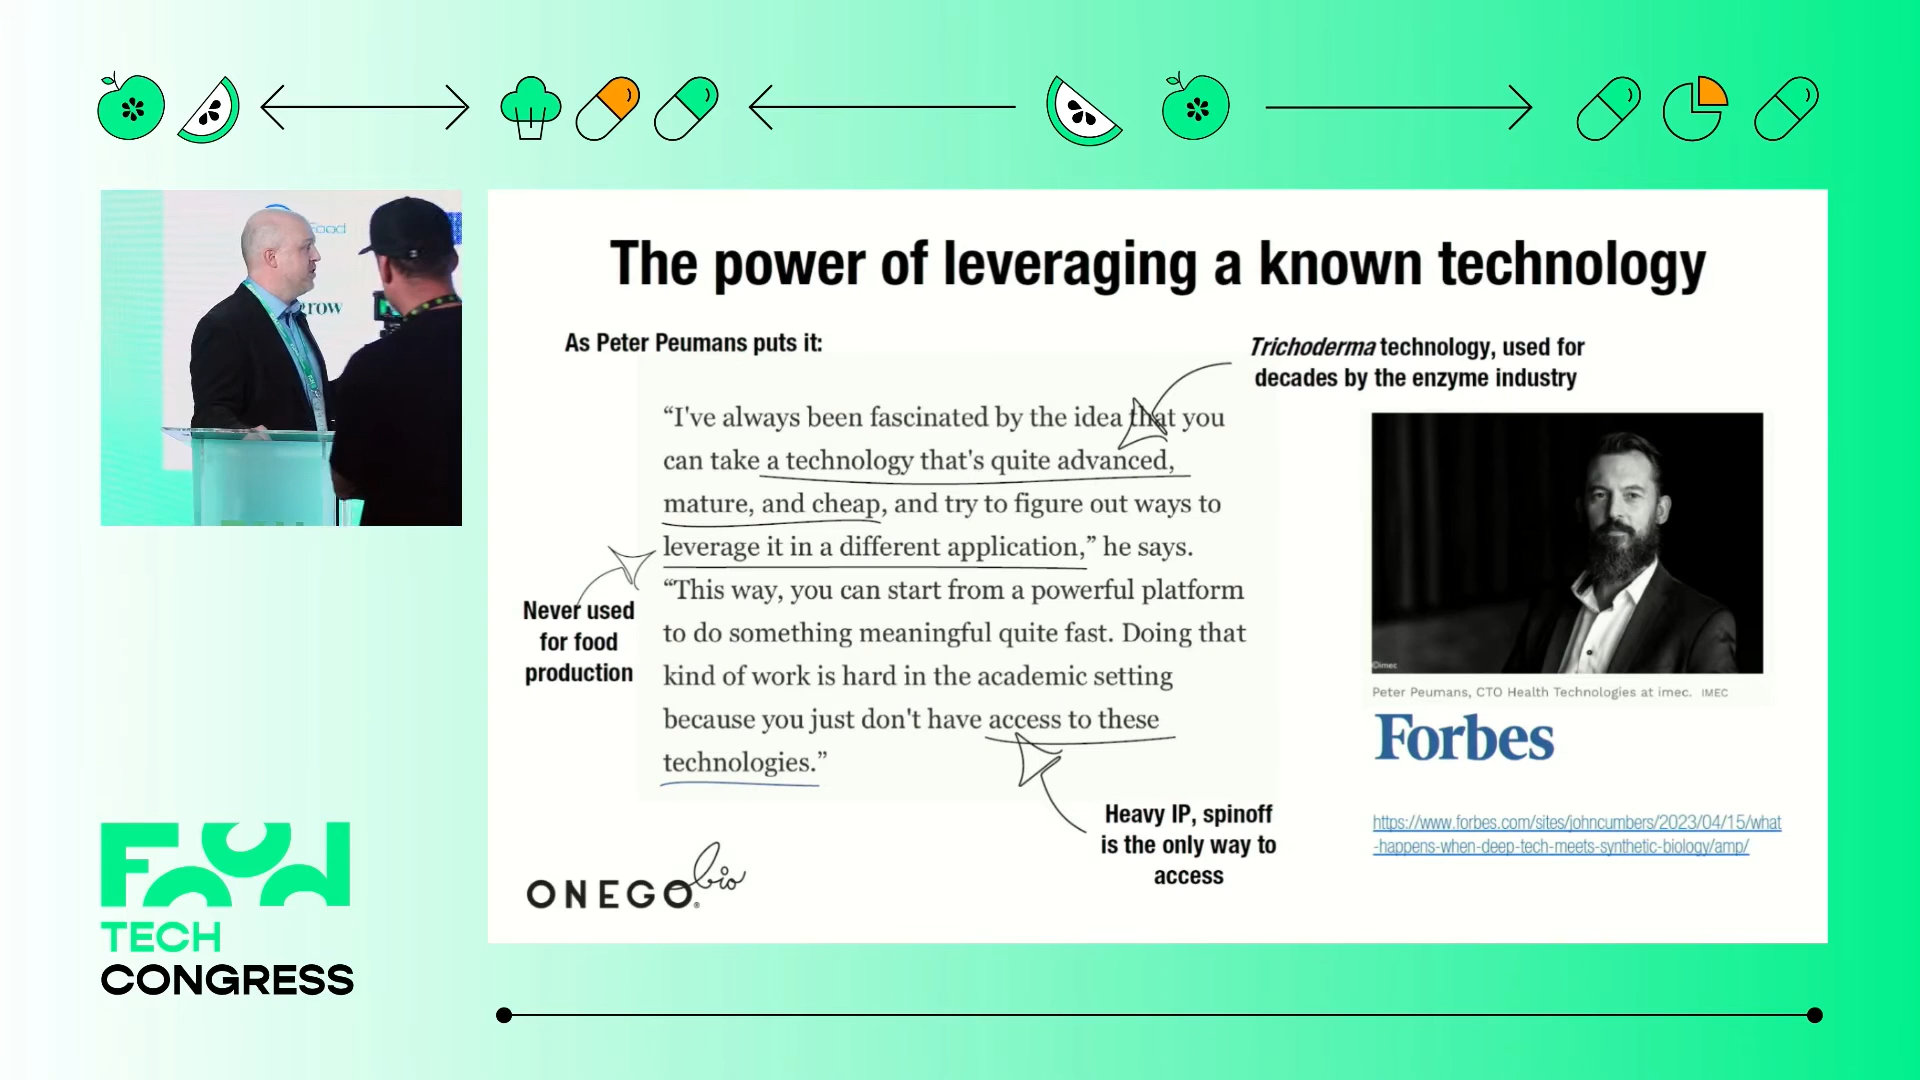 Food
grow
The power of leveraging a known technology
As Peter Peumans puts it:
Trichoderma technology, used for
decades by the enzyme industry
“I've always been fascinated by the idea that you
can take a technology that's quite advanced,
mature, and cheap, and try to figure out ways to
leverage it in a different application,” he says.
“This way, you can start from a powerful platform
to do something meaningful quite fast. Doing that
kind of work is hard in the academic setting
because you just don't have access to these
technologies.”
Never used
for food
production
Heavy IP, spinoff
is the only way to
access
©imec
Peter Peumans, CTO Health Technologies at imec. IMEC
Forbes
https://www.forbes.com/sites/johncumbers/2023/04/15/what
-happens-when-deep-tech-meets-synthetic-biology/amp/
ONEGO bio
FOOD
TECH
CONGRESS